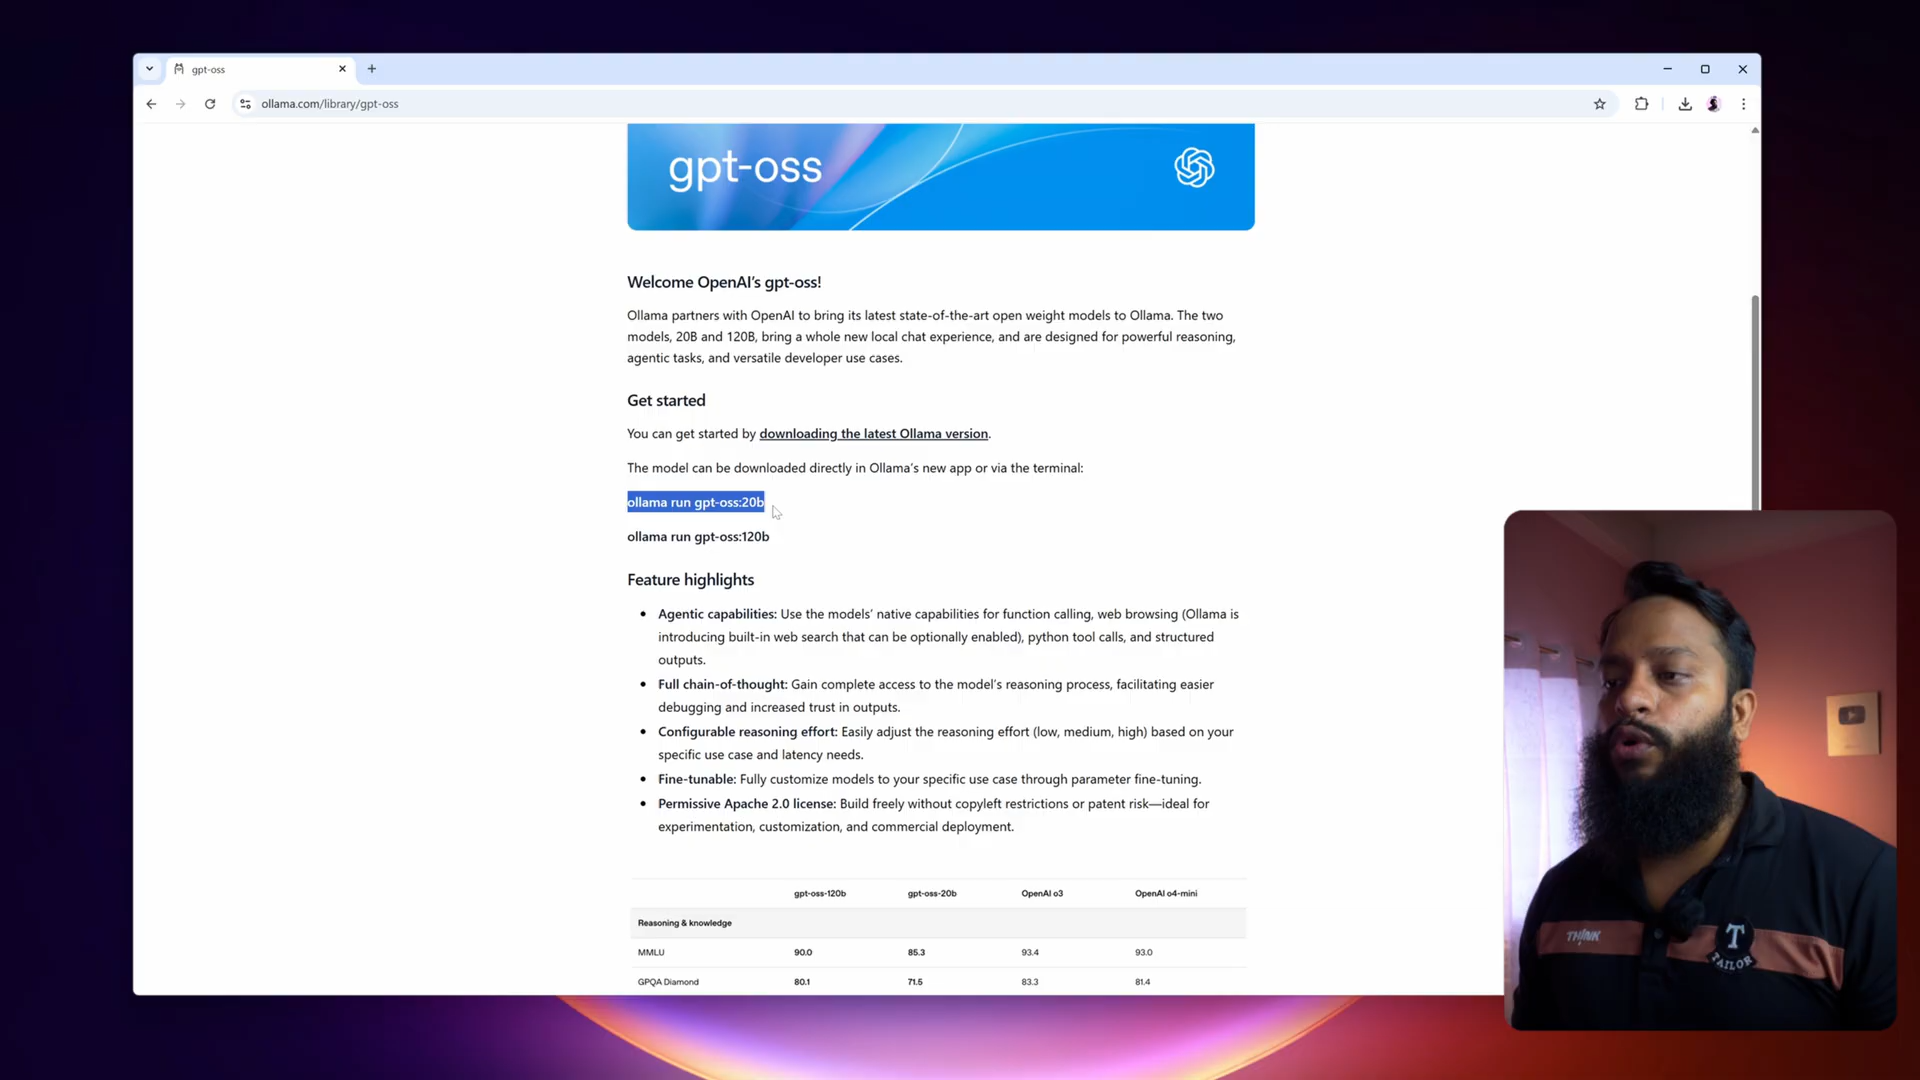 gpt-oss
ollama.com/library/gpt-oss
gpt-oss
Welcome OpenAI's gpt-oss!
Ollama partners with OpenAI to bring its latest state-of-the-art open weight models to Ollama. The two
models, 20B and 120B, bring a whole new local chat experience, and are designed for powerful reasoning,
agentic tasks, and versatile developer use cases.
Get started
You can get started by downloading the latest Ollama version.
The model can be downloaded directly in Ollama's new app or via the terminal:
ollama run gpt-oss:20b
ollama run gpt-oss:120b
Feature highlights
• Agentic capabilities: Use the models' native capabilities for function calling, web browsing (Ollama is
introducing built-in web search that can be optionally enabled), python tool calls, and structured
outputs.
• Full chain-of-thought: Gain complete access to the model's reasoning process, facilitating easier
debugging and increased trust in outputs.
• Configurable reasoning effort: Easily adjust the reasoning effort (low, medium, high) based on your
specific use case and latency needs.
• Fine-tunable: Fully customize models to your specific use case through parameter fine-tuning.
• Permissive Apache 2.0 license: Build freely without copyleft restrictions or patent risk—ideal for
experimentation, customization, and commercial deployment.
gpt-oss-120b gpt-oss-20b OpenAI o3 OpenAI o4-mini
Reasoning & knowledge
MMLU 90.0 85.3 93.4 93.0
GPQA Diamond 80.1 71.5 83.3 81.4
THINK
T
TAILOR